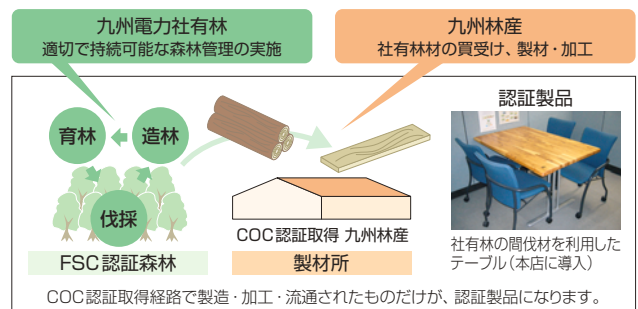 九州電力社有林
適切で持続可能な森林管理の実施
九州林産
社有林材の買受け、製材・加工
育林
造林
伐採
FSC認証森林
COC認証取得 九州林産
製材所
認証製品
社有林の間伐材を利用した
テーブル（本店に導入）
COC認証取得経路で製造・加工・流通されたものだけが、認証製品になります。